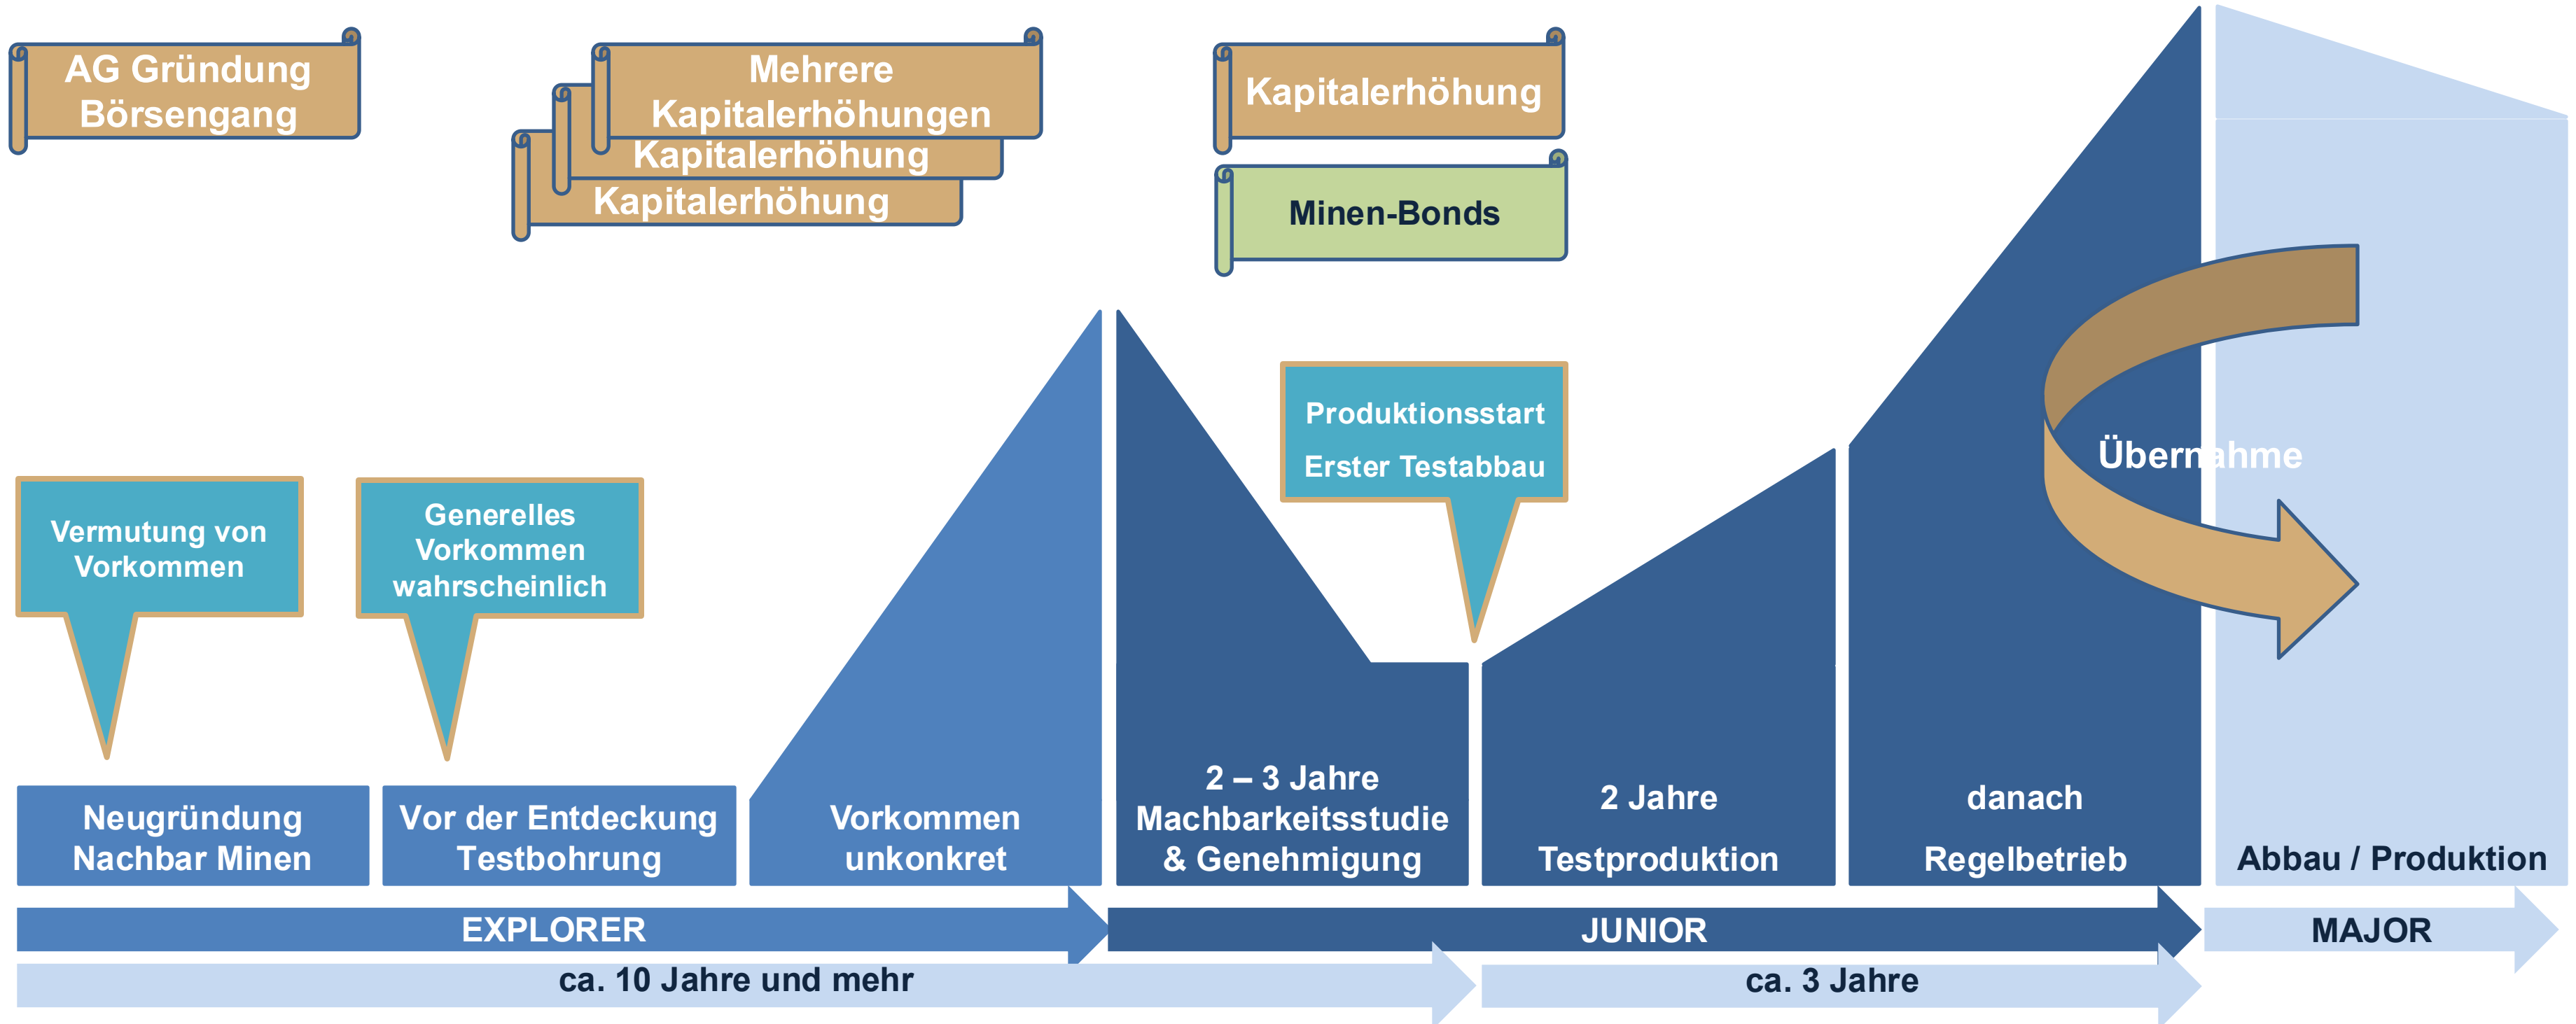 AG Gründung
Börsengang
Mehrere
Kapitalerhöhungen
Kapitalerhöhung
Kapitalerhöhung
Kapitalerhöhung
Minen-Bonds
Produktionsstart
Erster Testabbau
Übernahme
Vermutung von
Vorkommen
Generelles
Vorkommen
wahrscheinlich
Neugründung
Nachbar Minen
Vor der Entdeckung
Testbohrung
Vorkommen
unkonkret
2 – 3 Jahre
Machbarkeitsstudie
& Genehmigung
2 Jahre
Testproduktion
danach
Regelbetrieb
Abbau / Produktion
EXPLORER
JUNIOR
MAJOR
ca. 10 Jahre und mehr
ca. 3 Jahre